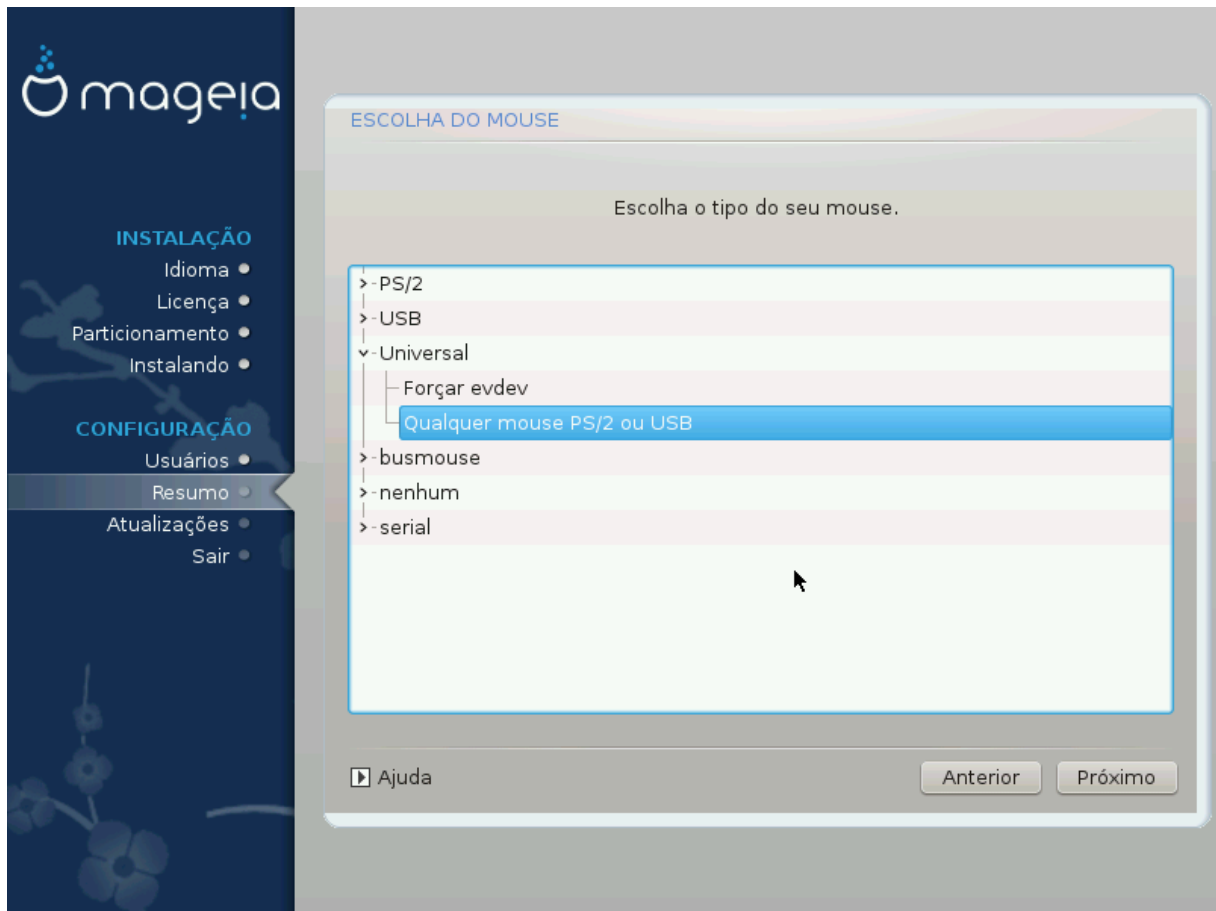 mageia
INSTALAÇÃO
Idioma
Licença
Particionamento
Instalando
CONFIGURAÇÃO
Usuários
Resumo
Atualizações
Sair
ESCOLHA DO MOUSE
Escolha o tipo do seu mouse.
PS/2
USB
Universal
Forçar evdev
Qualquer mouse PS/2 ou USB
busmouse
nenhum
serial
Ajuda
Anterior
Próximo